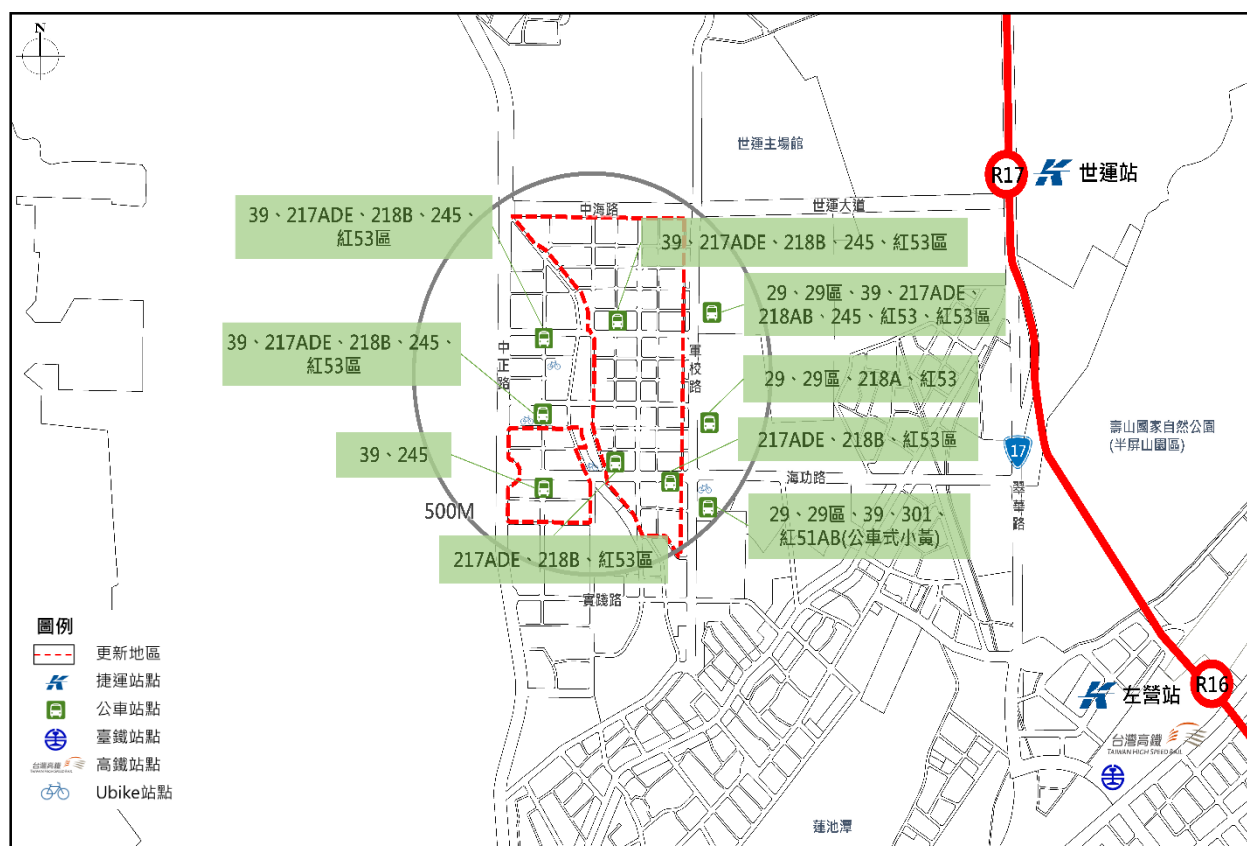 N
世運主場館
R17
世運站
世運大道
中海路
39、217ADE、218B、245、
紅53區
39、217ADE、218B、245、紅53區
29、29區、39、217ADE、
218AB、245、紅53、紅53區
39、217ADE、218B、245、
紅53區
中正路
軍校路
29、29區、218A、紅53
壽山國家自然公園
(半屏山園區)
217ADE、218B、紅53區
17
39、245
海功路
翠華路
500M
29、29區、39、301、
紅51AB(公車式小黃)
217ADE、218B、紅53區
實踐路
圖例
更新地區
捷運站點
公車站點
臺鐵站點
台灣高鐵
TAIWAN HIGH SPEED RAIL
高鐵站點
Ubike站點
左營站
R16
台灣高鐵
TAIWAN HIGH SPEED RAIL
蓮池潭